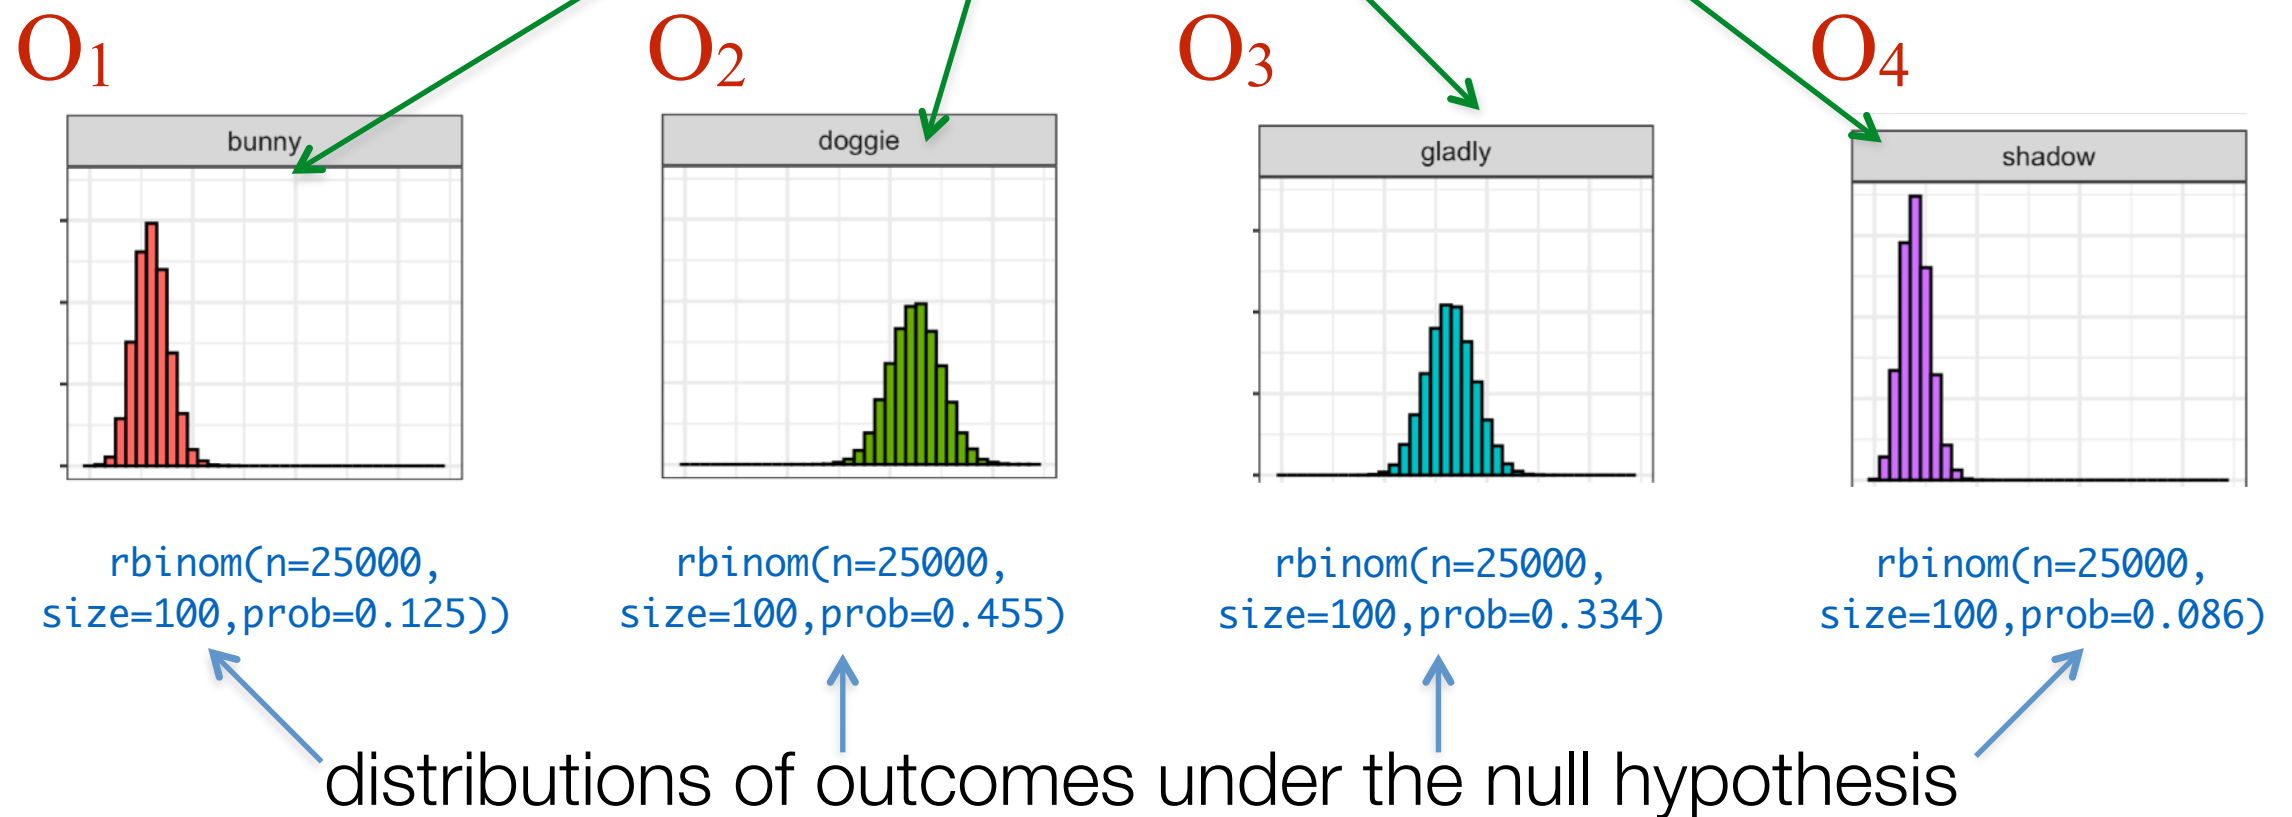 O1
O2
O3
O4
bunny
doggie
gladly
shadow
rbinom(n=25000,
size=100,prob=0.125))
rbinom(n=25000,
size=100,prob=0.455)
rbinom(n=25000,
size=100,prob=0.334)
rbinom(n=25000,
size=100,prob=0.086)
distributions of outcomes under the null hypothesis